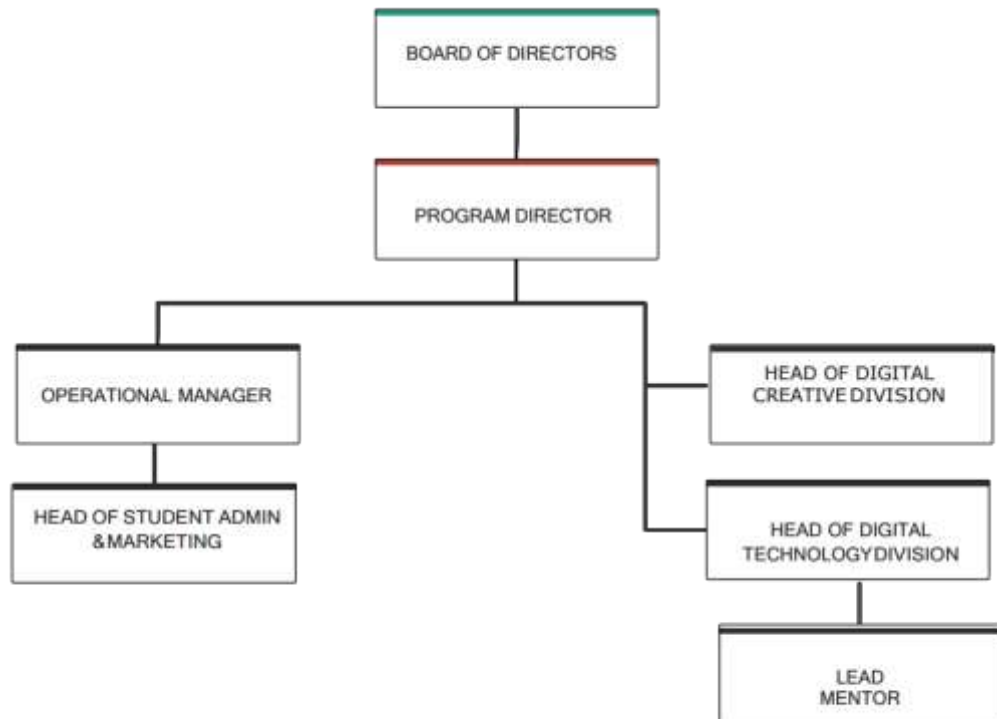 BOARD OF DIRECTORS
PROGRAM DIRECTOR
OPERATIONAL MANAGER
HEAD OF DIGITAL
CREATIVE DIVISION
HEAD OF STUDENT ADMIN
& MARKETING
HEAD OF DIGITAL
TECHNOLOGY DIVISION
LEAD
MENTOR